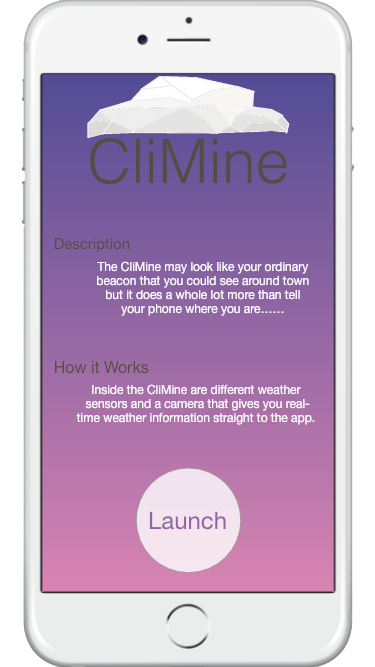 CliMine
Description
The CliMine may look like your ordinary
beacon that you could see around town
but it does a whole lot more than tell
your phone where you are......
How it Works
Inside the CliMine are different weather
sensors and a camera that gives you real-
time weather information straight to the app.
Launch